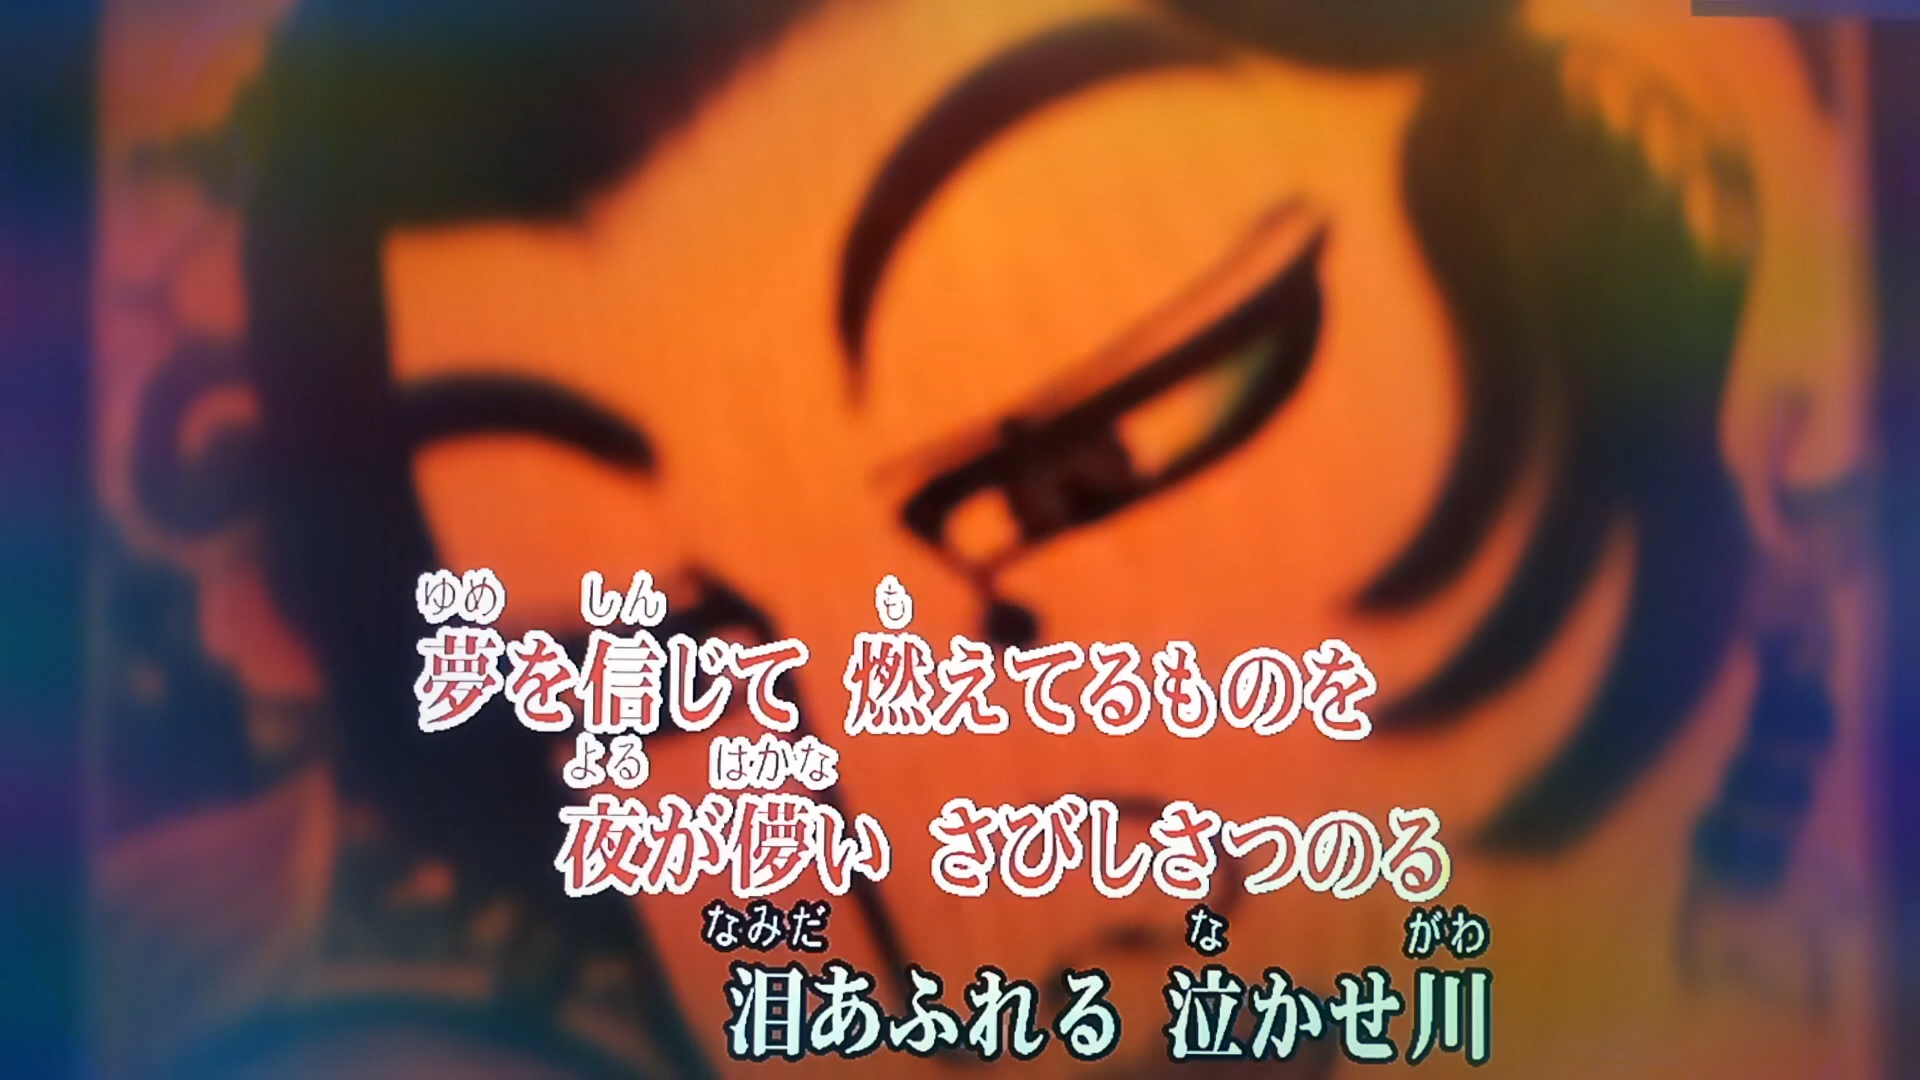 ゆめ しん も
夢を信じて 燃えてるものを
よる はかな
夜が儚い さびしさつのる
なみだ な がわ
泪あふれる 泣かせ川